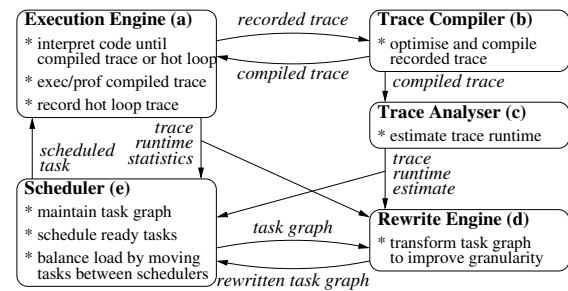 Execution Engine (a)
* interpret code until
compiled trace or hot loop
* exec/prof compiled trace
* record hot loop trace
recorded trace
compiled trace
Trace Compiler (b)
* optimise and compile
recorded trace
compiled trace
Trace Analyser (c)
* estimate trace runtime
scheduled
task
trace
runtime
statistics
trace
runtime
estimate
Scheduler (e)
* maintain task graph
* schedule ready tasks
* balance load by moving
tasks between schedulers
task graph
rewritten task graph
Rewrite Engine (d)
* transform task graph
to improve granularity